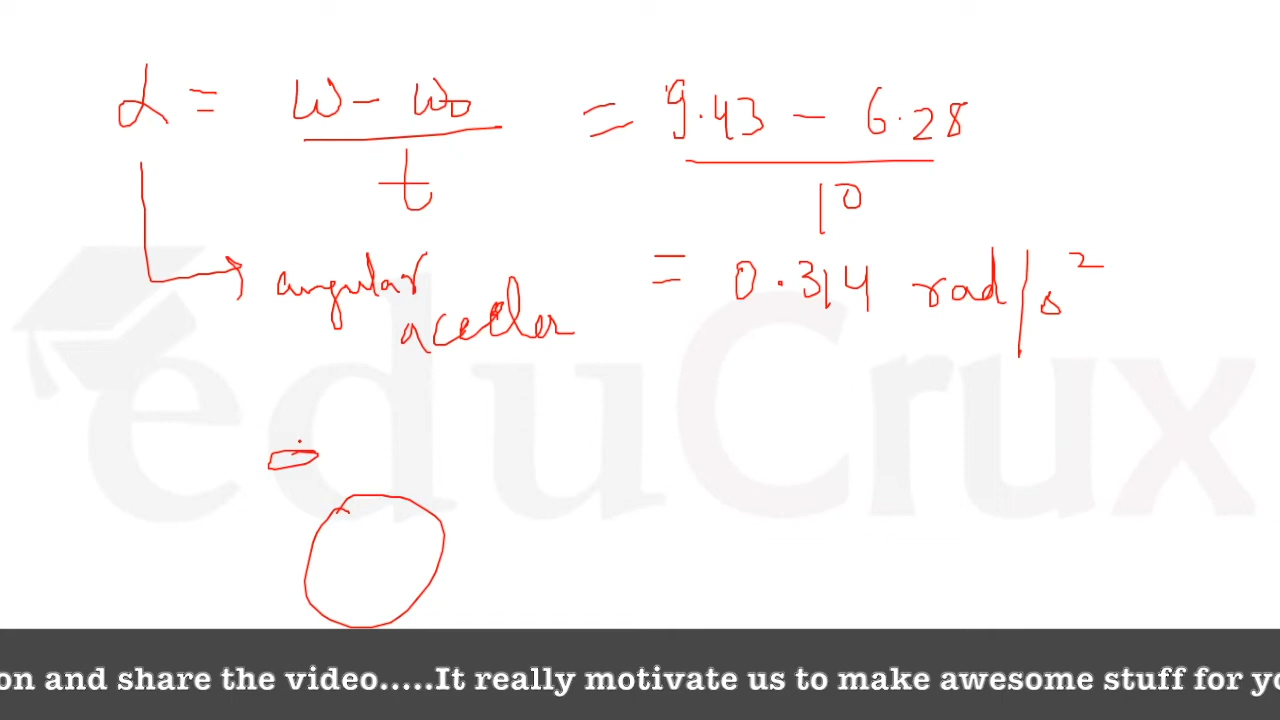 α = ω - ω₀ / t = 9.43 - 6.28 / 10
angular = 0.314 rad/s²
acceler
eduCrux
on and share the video.....It really motivate us to make awesome stuff for yo